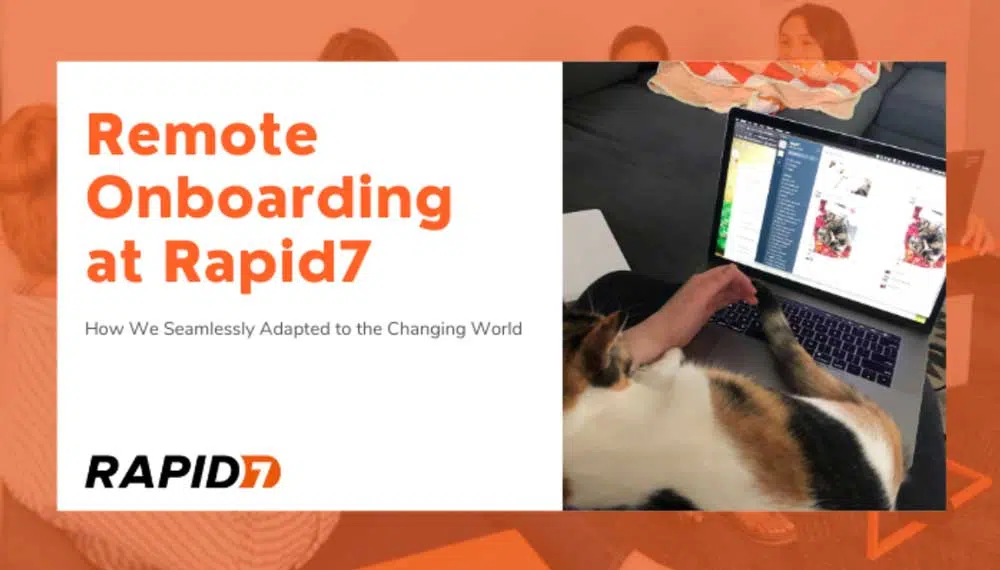 Remote
Onboarding
at Rapid7
How We Seamlessly Adapted to the Changing World
RAPID7